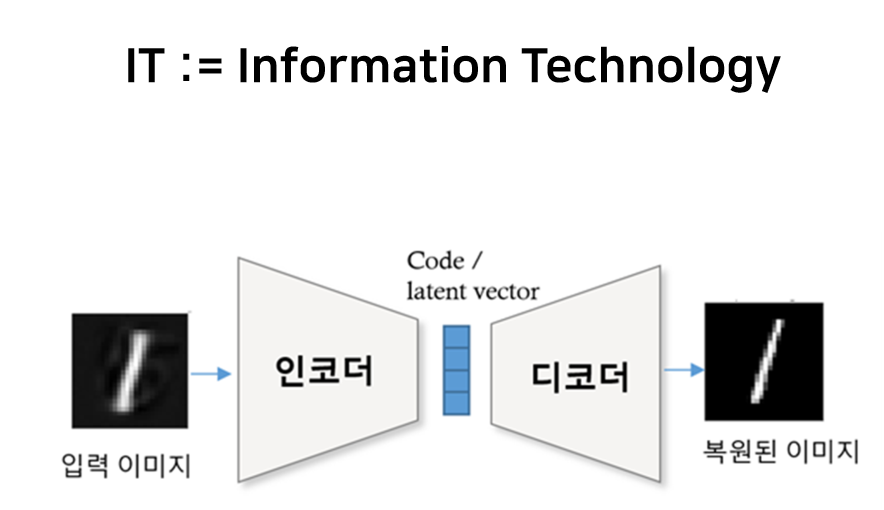 IT := Information Technology
Code /
latent vector
인코더
디코더
입력 이미지
복원된 이미지